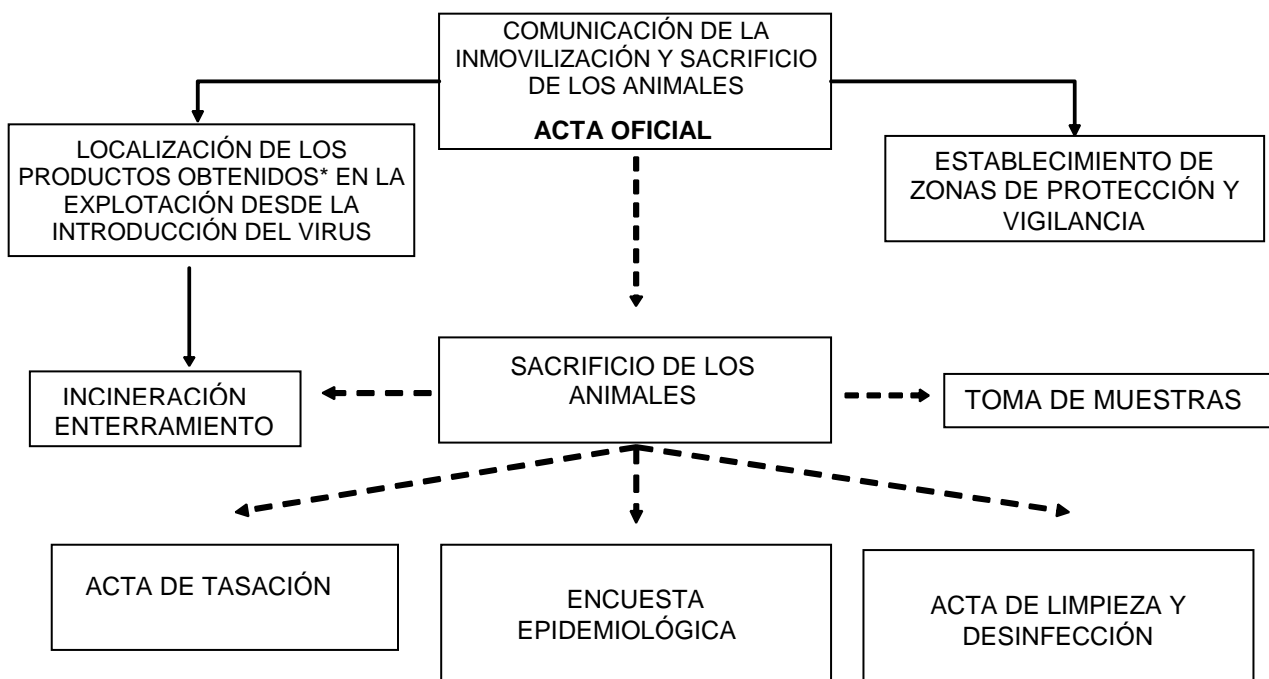 COMUNICACIÓN DE LA
INMOVILIZACIÓN Y SACRIFICIO
DE LOS ANIMALES
ACTA OFICIAL
LOCALIZACIÓN DE LOS
PRODUCTOS OBTENIDOS* EN LA
EXPLOTACIÓN DESDE LA
INTRODUCCIÓN DEL VIRUS
ESTABLECIMIENTO DE
ZONAS DE PROTECCIÓN Y
VIGILANCIA
SACRIFICIO DE LOS
ANIMALES
INCINERACIÓN
ENTERRAMIENTO
TOMA DE MUESTRAS
ACTA DE TASACIÓN
ENCUESTA
EPIDEMIOLÓGICA
ACTA DE LIMPIEZA Y
DESINFECCIÓN